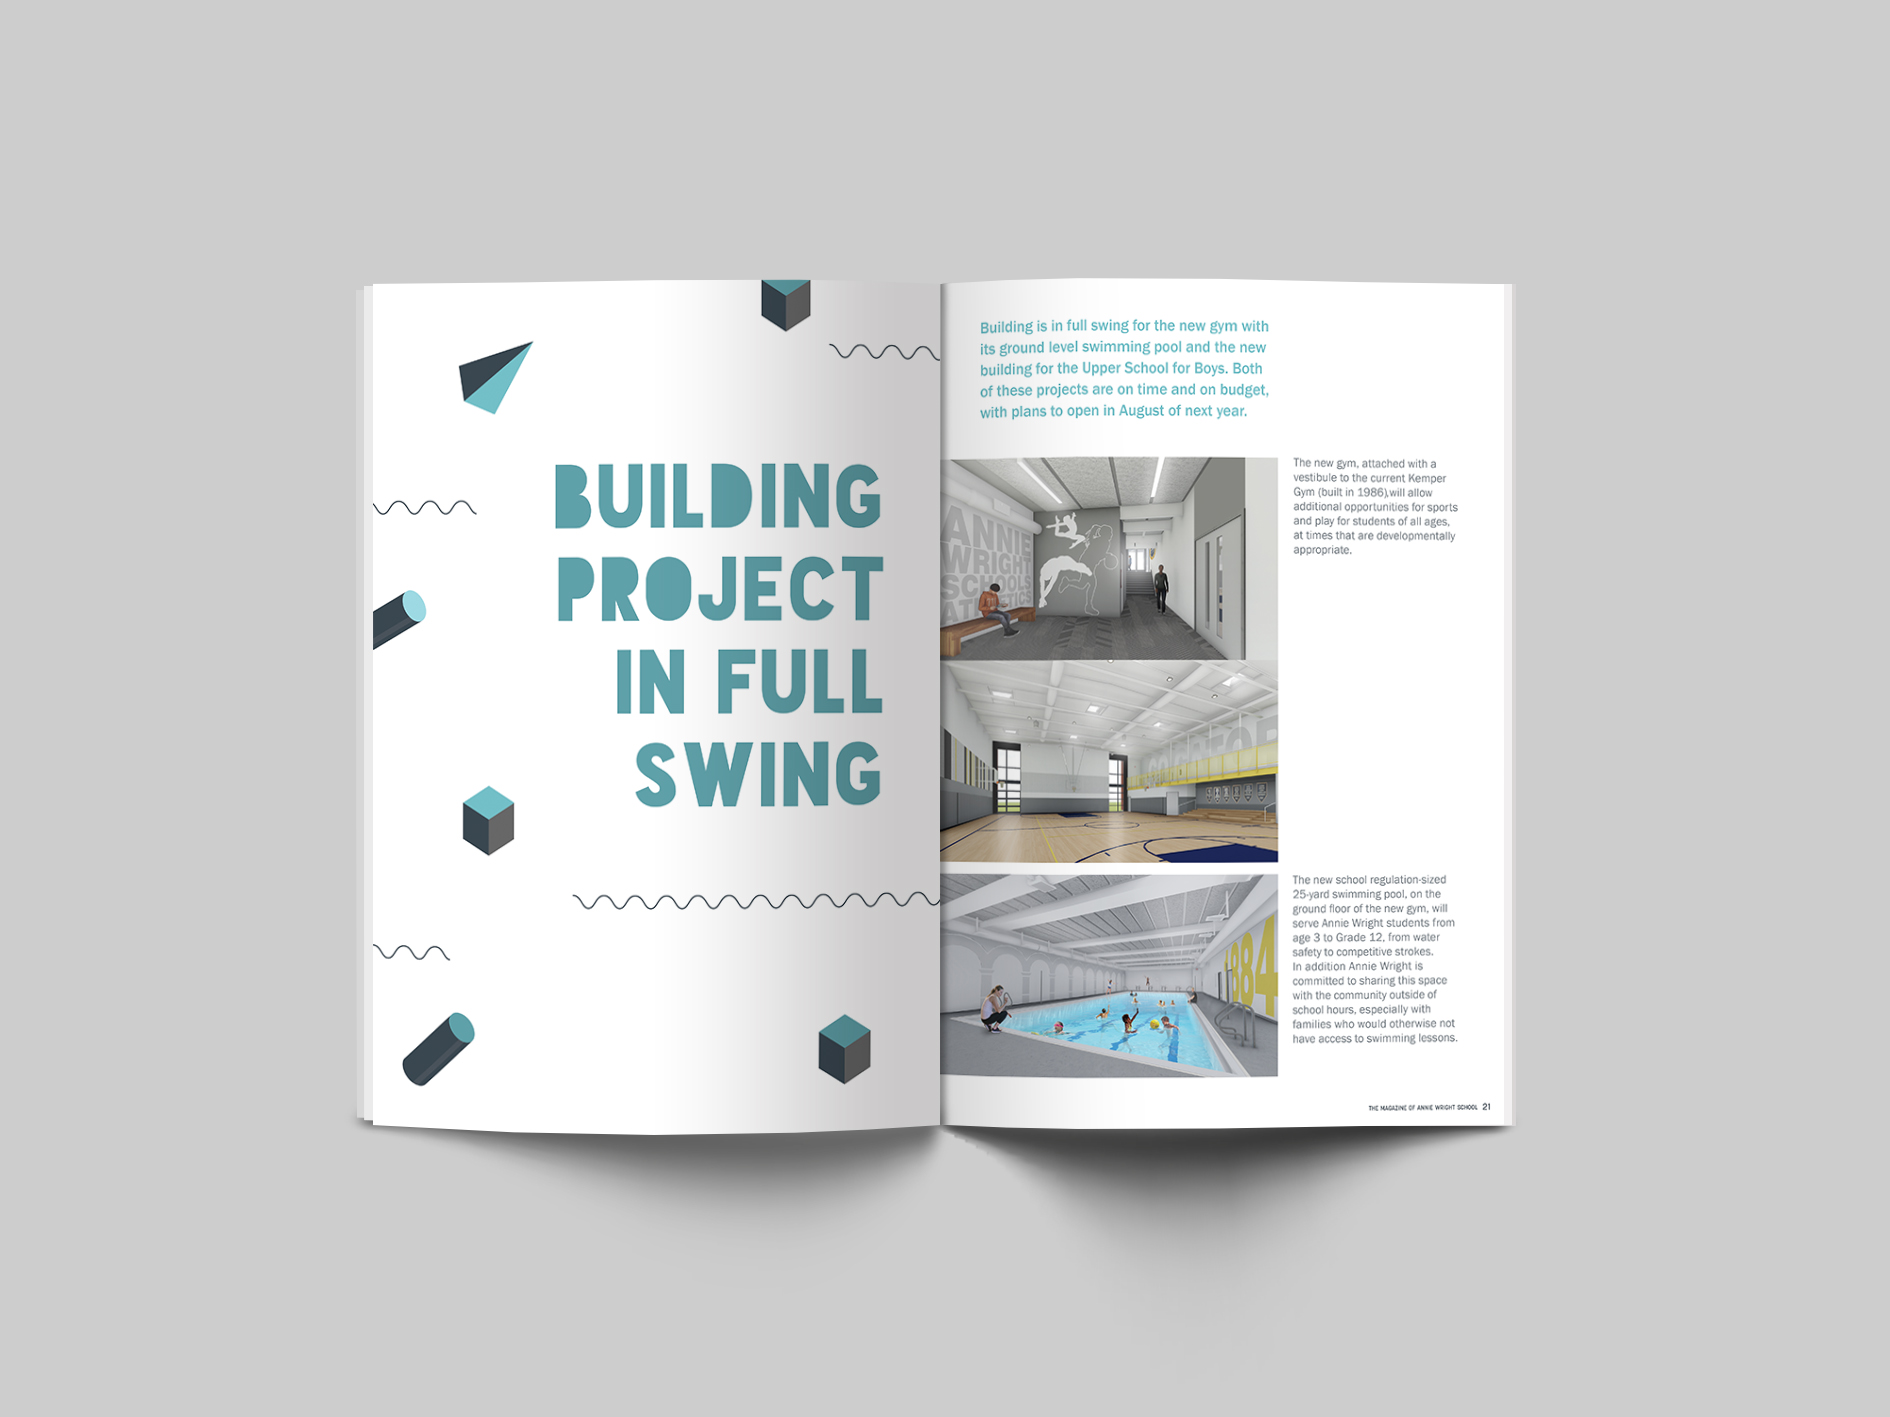 BUILDING
PROJECT
IN FULL
SWING
Building is in full swing for the new gym with
its ground level swimming pool and the new
building for the Upper School for Boys. Both
of these projects are on time and on budget,
with plans to open in August of next year.
ANNIE
WRIGHT
SCHOOLS
The new gym, attached with a
vestibule to the current Kemper
Gym (built in 1986),will allow
additional opportunities for sports
and play for students of all ages,
at times that are developmentally
appropriate.
884
The new school regulation-sized
25-yard swimming pool, on the
ground floor of the new gym, will
serve Annie Wright students from
age 3 to Grade 12, from water
safety to competitive strokes.
In addition Annie Wright is
committed to sharing this space
with the community outside of
school hours, especially with
families who would otherwise not
have access to swimming lessons.
THE MAGAZINE OF ANNIE WRIGHT SCHOOL 21